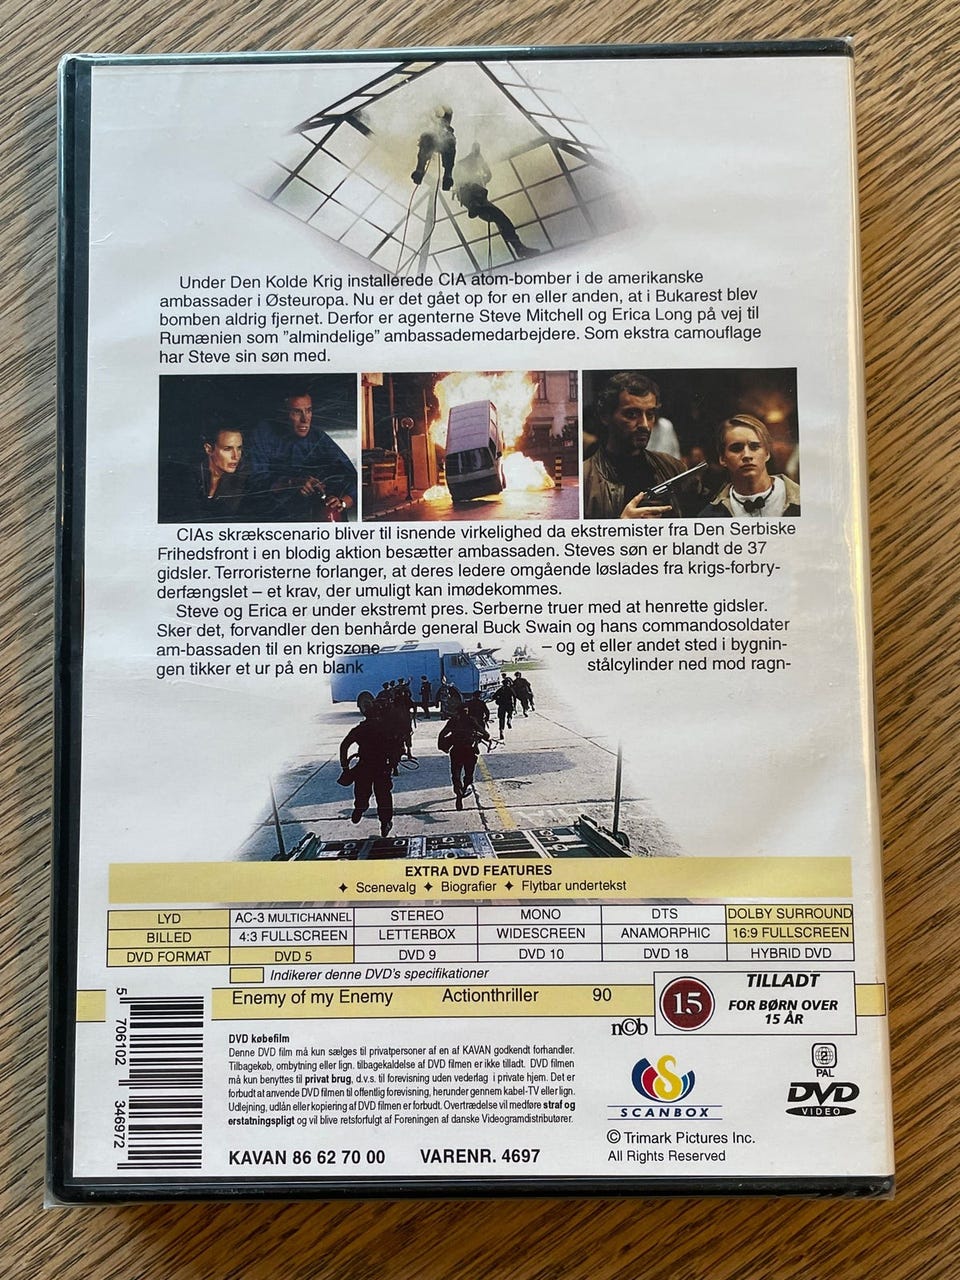 Under Den Kolde Krig installerede CIA atom-bomber i de amerikanske
ambassader i Østeuropa. Nu er det gået op for en eller anden, at i Bukarest blev
bomben aldrig fjernet. Derfor er agenterne Steve Mitchell og Erica Long på vej til
Rumænien som ”almindelige” ambassademedarbejdere. Som ekstra camouflage
har Steve sin søn med.
CIAs skrækscenario bliver til isnende virkelighed da ekstremister fra Den Serbiske
Frihedsfront i en blodig aktion besætter ambassaden. Steves søn er blandt de 37
gidsler. Terroristerne forlanger, at deres ledere omgående løslades fra krigs-forbry-
derfængslet – et krav, der umuligt kan imødekommes.
Steve og Erica er under ekstremt pres. Serberne truer med at henrette gidsler.
Sker det, forvandler den benhårde general Buck Swain og hans commandosoldater
am-bassaden til en krigszone – og et eller andet sted i bygnin-
gen tikker et ur på en blank stålcylinder ned mod ragn-
EXTRA DVD FEATURES
✦ Scenevalg ✦ Biografier ✦ Flytbar undertekst
LYD AC-3 MULTICHANNEL STEREO MONO DTS DOLBY SURROUND
BILLED 4:3 FULLSCREEN LETTERBOX WIDESCREEN ANAMORPHIC 16:9 FULLSCREEN
DVD FORMAT DVD 5 DVD 9 DVD 10 DVD 18 HYBRID DVD
Indikerer denne DVD's specifikationer
Enemy of my Enemy Actionthriller 90
15
TILLADT
FOR BØRN OVER
15 ÅR
n©b
5 706102 346972
DVD købefilm
Denne DVD film må kun sælges til privatpersoner af en af KAVAN godkendt forhandler.
Tilbagekøb, ombytning eller lign. tilbagekaldelse af DVD filmen er ikke tilladt. DVD filmen
må kun benyttes til privat brug, d.v.s. til forevisning uden vederlag i private hjem. Det er
forbudt at anvende DVD filmen til offentlig forevisning, herunder gennem kabel-TV eller lign.
Udlejning, udlån eller kopiering af DVD filmen er forbudt. Overtrædelse vil medføre straf og
erstatningspligt og vil blive retsforfulgt af Foreningen af danske Videogramdistributører.
KAVAN 86 62 70 00 VARENR. 4697
S
SCANBOX
2
PAL
DVD
VIDEO
© Trimark Pictures Inc.
All Rights Reserved